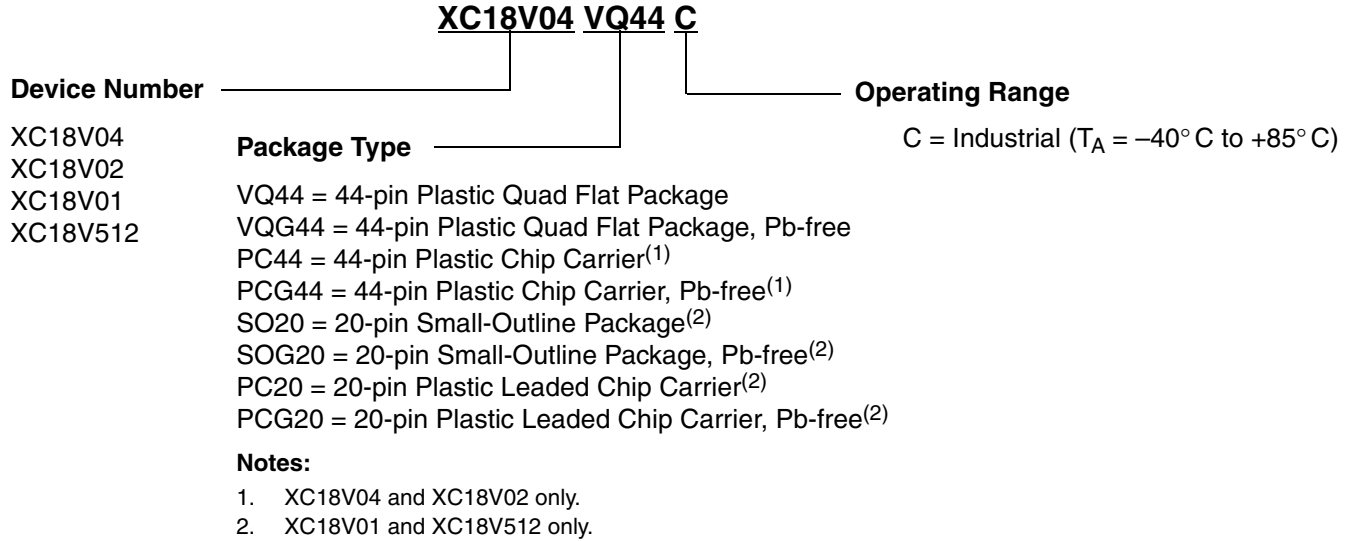 XC18V04 VQ44 C
Device Number
XC18V04
XC18V02
XC18V01
XC18V512
Package Type
VQ44 = 44-pin Plastic Quad Flat Package
VQG44 = 44-pin Plastic Quad Flat Package, Pb-free
PC44 = 44-pin Plastic Chip Carrier(1)
PCG44 = 44-pin Plastic Chip Carrier, Pb-free(1)
SO20 = 20-pin Small-Outline Package(2)
SOG20 = 20-pin Small-Outline Package, Pb-free(2)
PC20 = 20-pin Plastic Leaded Chip Carrier(2)
PCG20 = 20-pin Plastic Leaded Chip Carrier, Pb-free(2)
Notes:
1. XC18V04 and XC18V02 only.
2. XC18V01 and XC18V512 only.
Operating Range
C = Industrial (TA = –40° C to +85° C)